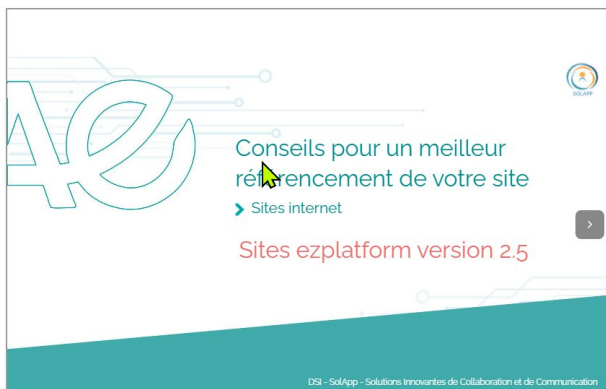 SOLAPP
Conseils pour un meilleur
référencement de votre site
Sites internet
Sites ezplatform version 2.5
DSI - SolApp - Solutions Innovantes de Collaboration et de Communication